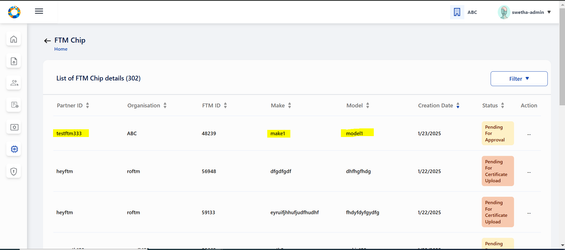 ABC
swetha-admin
FTM Chip
Home
List of FTM Chip details (302)
Filter
Partner ID Organisation FTM ID Make Model Creation Date Status Action
testftm333 ABC 40239 make1 model1 1/23/2025 Pending For Approval ...
heyftm roftm 56948 dfgdfgdf dhfhgfhdg 1/22/2025 Pending For Certificate Upload ...
heyftm roftm 59133 1/22/2025 Pending For Certificate Upload ...
Pending